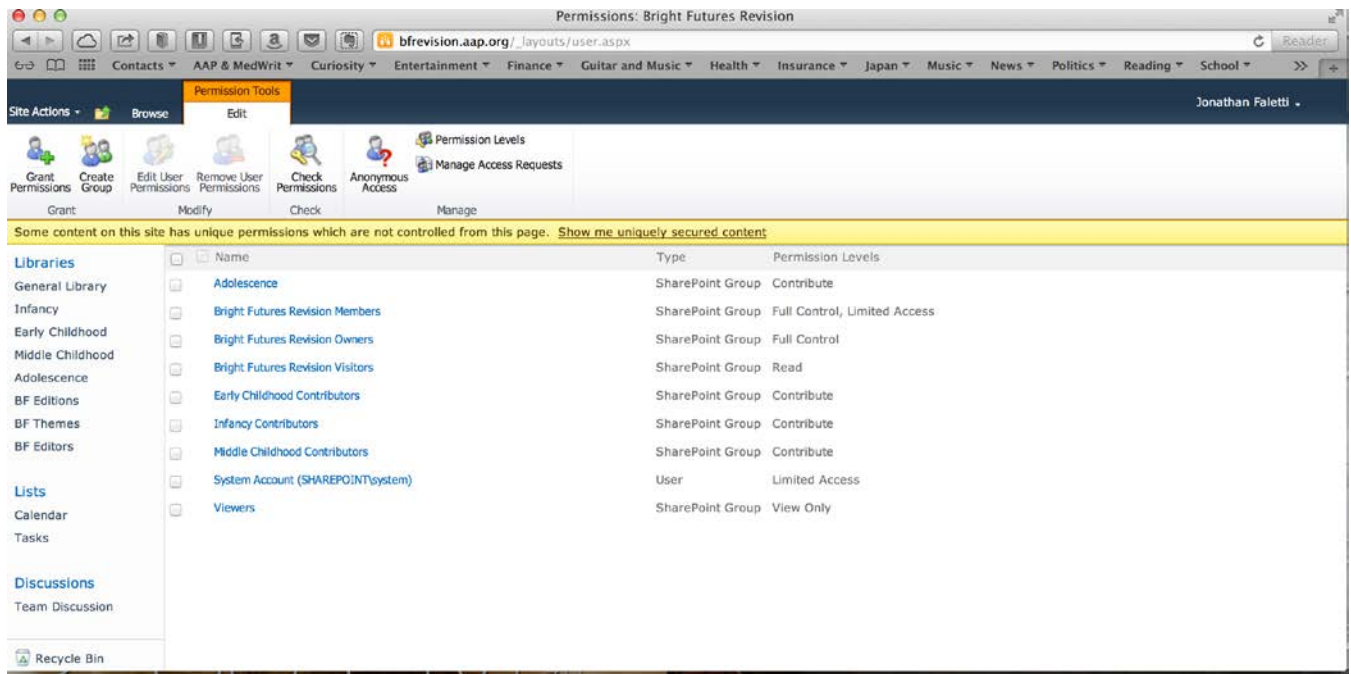 Permissions: Bright Futures Revision
bfrevision.aap.org/_layouts/user.aspx
Reader
Contacts AAP & MedWrit Curiosity Entertainment Finance Guitar and Music Health Insurance Japan Music News Politics Reading School
Permission Tools
Site Actions Browse Edit
Jonathan Faletti
Grant Permissions
Create Group
Edit User Permissions
Remove User Permissions
Check Permissions
Anonymous Access
Permission Levels
Manage Access Requests
Grant Modify Check Manage
Some content on this site has unique permissions which are not controlled from this page. Show me uniquely secured content
Libraries
General Library
Infancy
Early Childhood
Middle Childhood
Adolescence
BF Editions
BF Themes
BF Editors
Lists
Calendar
Tasks
Discussions
Team Discussion
Recycle Bin
Name Type Permission Levels
Adolescence SharePoint Group Contribute
Bright Futures Revision Members SharePoint Group Full Control, Limited Access
Bright Futures Revision Owners SharePoint Group Full Control
Bright Futures Revision Visitors SharePoint Group Read
Early Childhood Contributors SharePoint Group Contribute
Infancy Contributors SharePoint Group Contribute
Middle Childhood Contributors SharePoint Group Contribute
System Account (SHAREPOINT\system) User Limited Access
Viewers SharePoint Group View Only